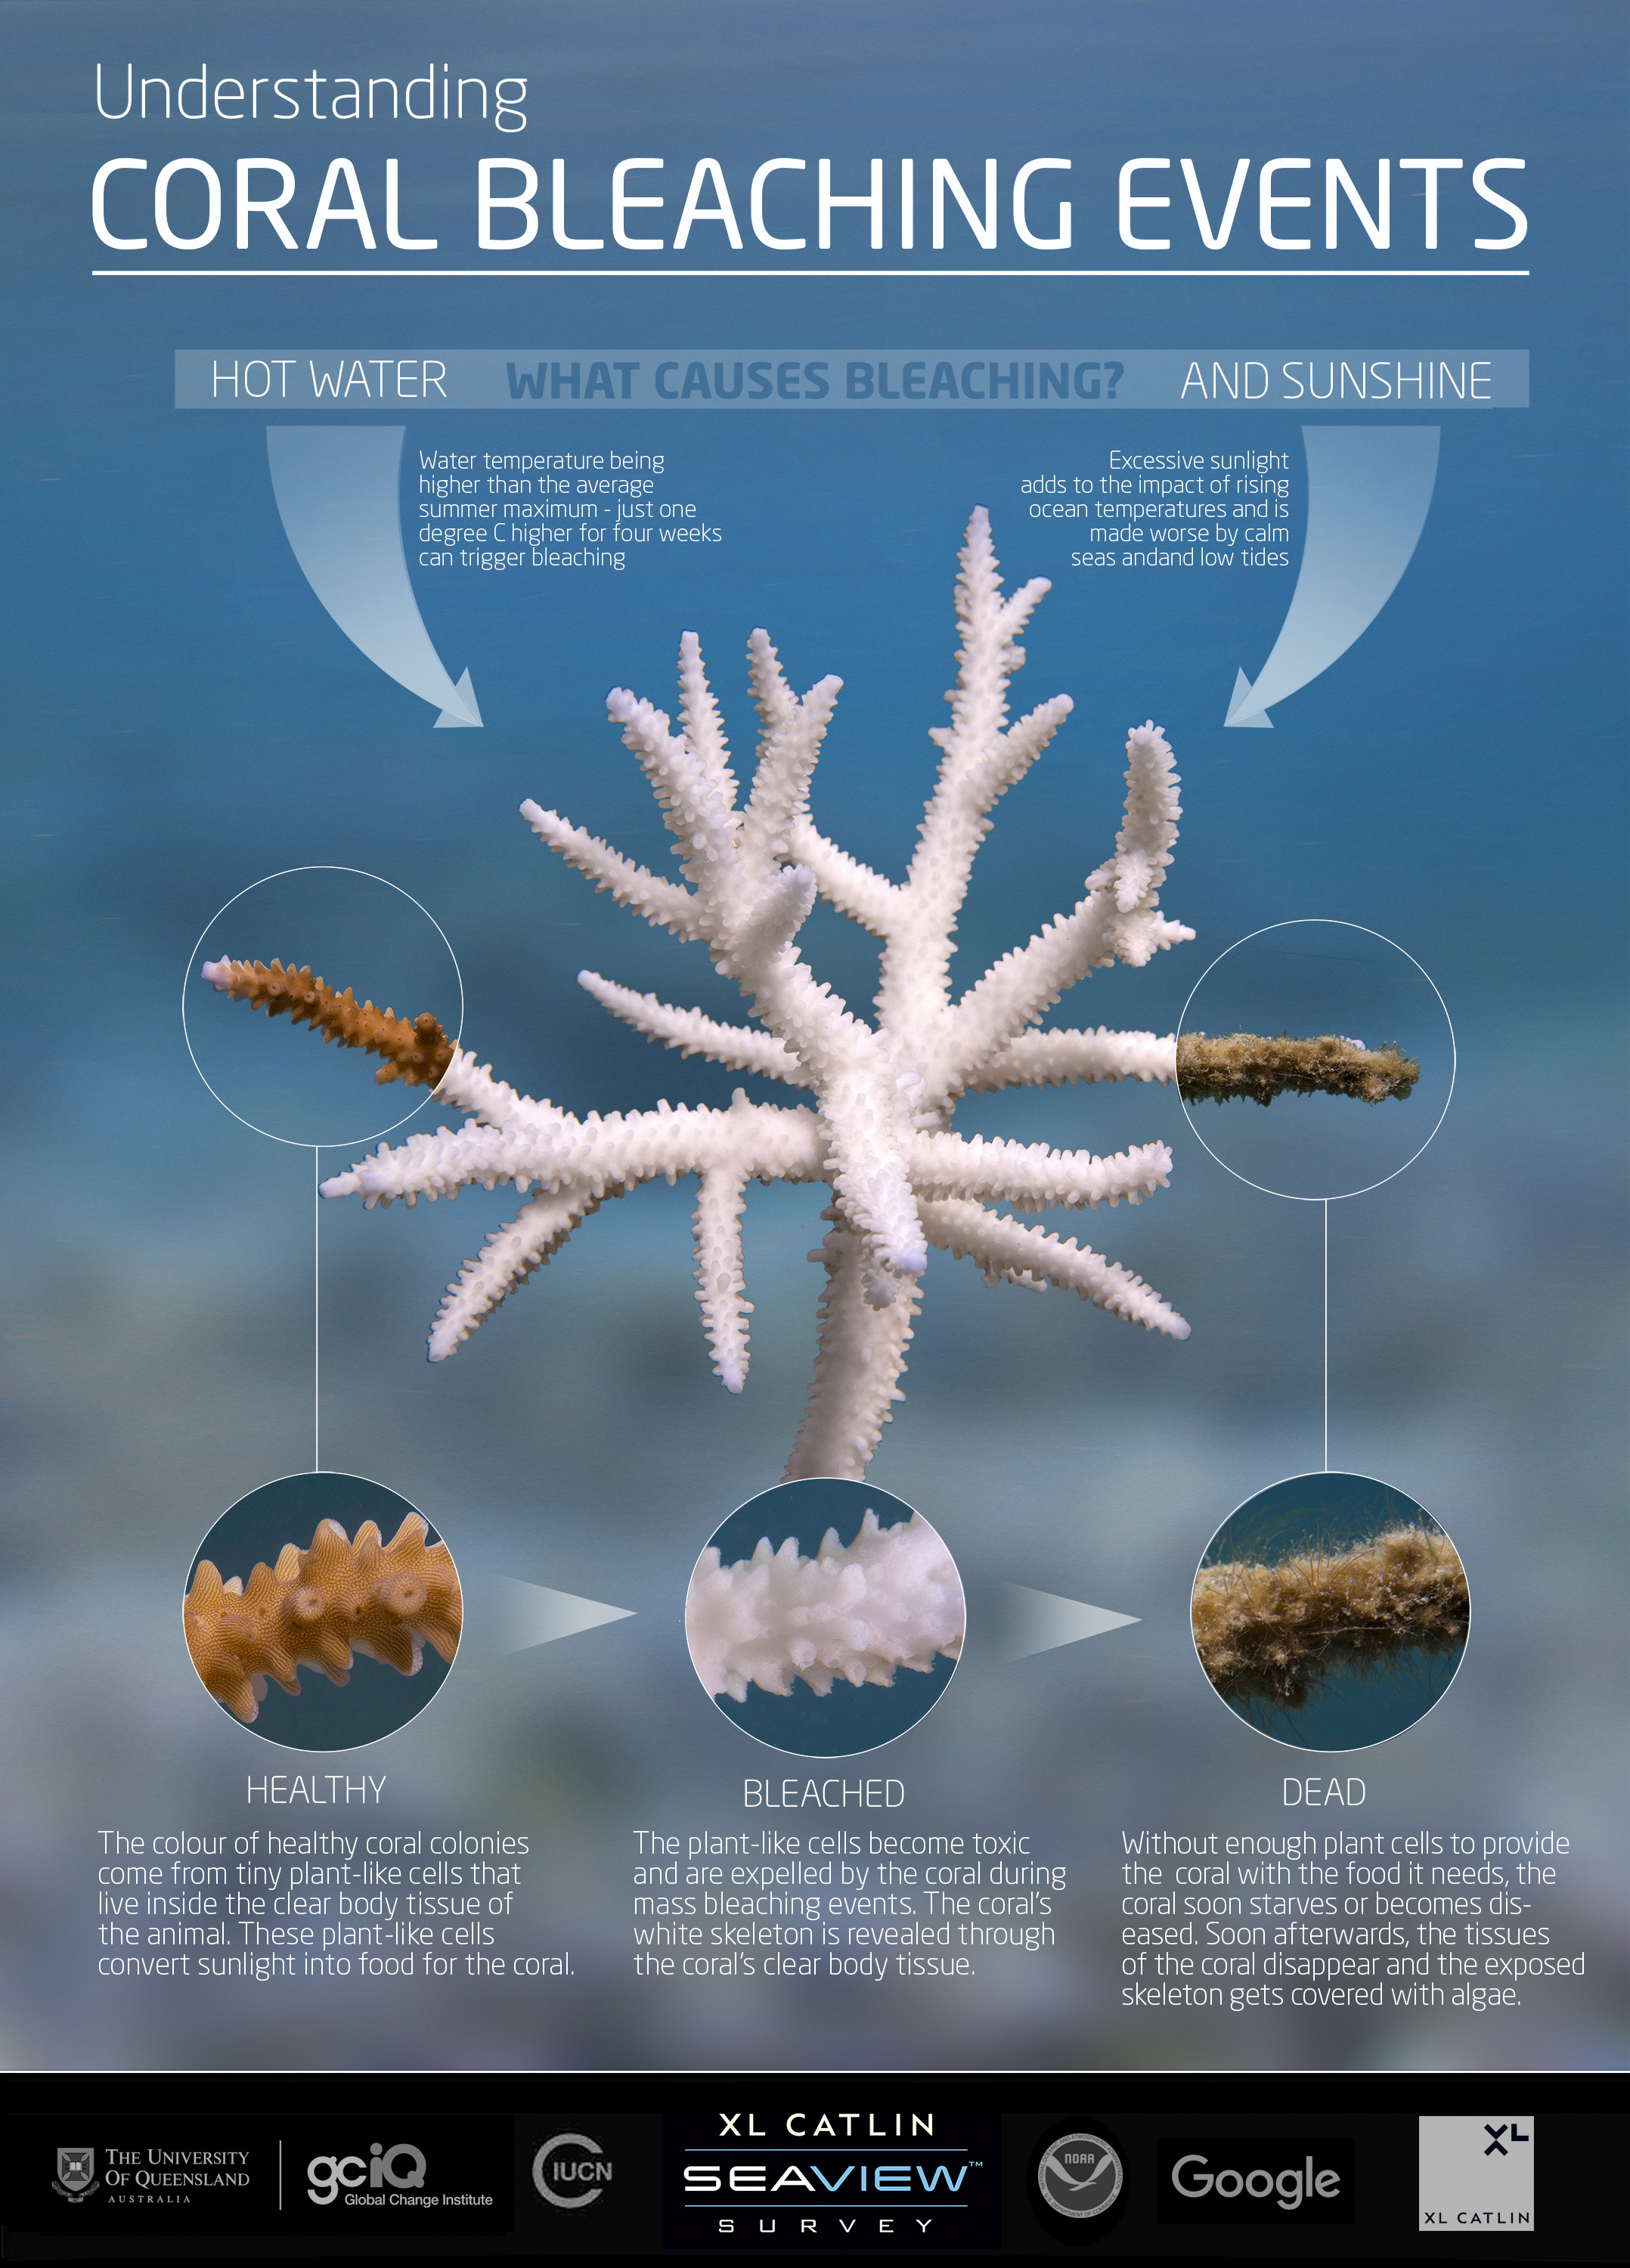 Understanding
CORAL BLEACHING EVENTS
HOT WATER WHAT CAUSES BLEACHING? AND SUNSHINE
Water temperature being
higher than the average
summer maximum - just one
degree C higher for four weeks
can trigger bleaching
Excessive sunlight
adds to the impact of rising
ocean temperatures and is
made worse by calm
seas andand low tides
HEALTHY
The colour of healthy coral colonies
come from tiny plant-like cells that
live inside the clear body tissue of
the animal. These plant-like cells
convert sunlight into food for the coral.
BLEACHED
The plant-like cells become toxic
and are expelled by the coral during
mass bleaching events. The coral's
white skeleton is revealed through
the coral's clear body tissue.
DEAD
Without enough plant cells to provide
the coral with the food it needs, the
coral soon starves or becomes dis-
eased. Soon afterwards, the tissues
of the coral disappear and the exposed
skeleton gets covered with algae.
THE UNIVERSITY
OF QUEENSLAND
AUSTRALIA
gciQ
Global Change Institute
IUCN
XL CATLIN
SEAVIEW™
SURVEY
NOAA
Google
XL
XL CATLIN